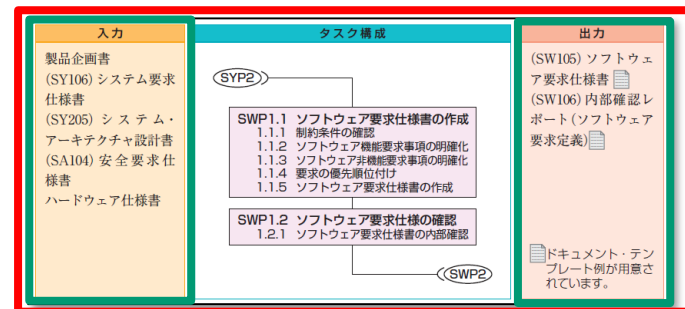 入力
製品企画書
(SY106)システム要求
仕様書
(SY205)システム・
アーキテクチャ設計書
(SA104)安全要求仕
様書
ハードウェア仕様書
タスク構成
SYP2
SWP1.1 ソフトウェア要求仕様書の作成
1.1.1 制約条件の確認
1.1.2 ソフトウェア機能要求事項の明確化
1.1.3 ソフトウェア非機能要求事項の明確化
1.1.4 要求の優先順位付け
1.1.5 ソフトウェア要求仕様書の作成
SWP1.2 ソフトウェア要求仕様の確認
1.2.1 ソフトウェア要求仕様書の内部確認
SWP2
出力
(SW105)ソフトウェ
ア要求仕様書
(SW106)内部確認レ
ポート(ソフトウェア
要求定義)
ドキュメント・テン
プレート例が用意さ
れています。